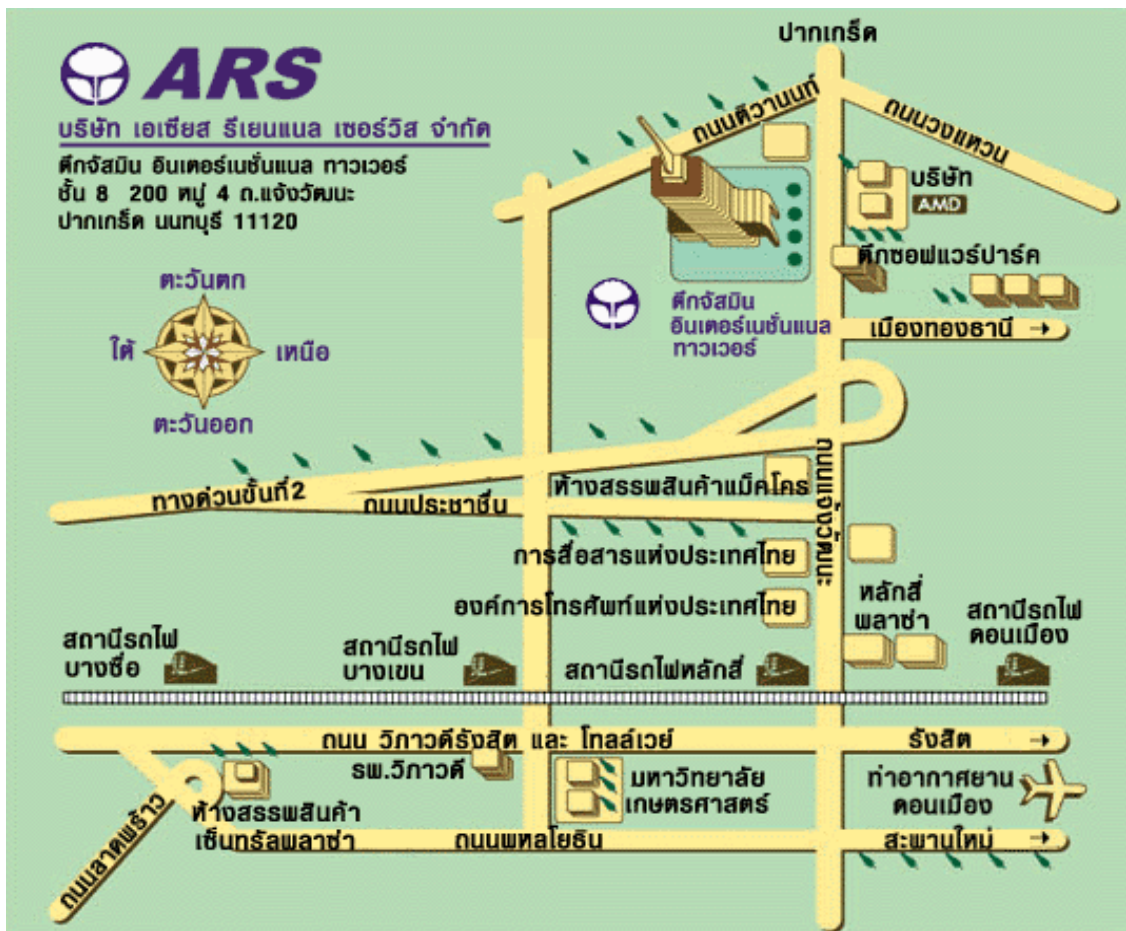 ARS
บริษัท เอเซียส รีเยนแนล เซอร์วิส จำกัด
ตึกจัสมิน อินเตอร์เนชั่นแนล ทาวเวอร์
ชั้น 8 200 หมู่ 4 ถ.แจ้งวัฒนะ
ปากเกร็ด นนทบุรี 11120
ปากเกร็ด
ถนนติวานนท์
ถนนวงแหวน
บริษัท
AMD
ตึกซอฟแวร์ปาร์ค
ตะวันตก
ใต้
เหนือ
ตะวันออก
ตึกจัสมิน
อินเตอร์เนชั่นแนล
ทาวเวอร์
เมืองทองธานี
ทางด่วนขั้นที่2
ถนนประชาชื่น
ห้างสรรพสินค้าแม็คโคร
ถนนแจ้งวัฒนะ
การสื่อสารแห่งประเทศไทย
องค์การโทรศัพท์แห่งประเทศไทย
หลักสี่
พลาซ่า
สถานีรถไฟ
ดอนเมือง
สถานีรถไฟ
บางซื่อ
สถานีรถไฟ
บางเขน
สถานีรถไฟหลักสี่
ถนน วิภาวดีรังสิต และ โทลล์เวย์
รังสิต
รพ.วิภาวดี
มหาวิทยาลัย
เกษตรศาสตร์
ท่าอากาศยาน
ดอนเมือง
ห้างสรรพสินค้า
เซ็นทรัลพลาซ่า
ถนนลาดพร้าว
ถนนพหลโยธิน
สะพานใหม่